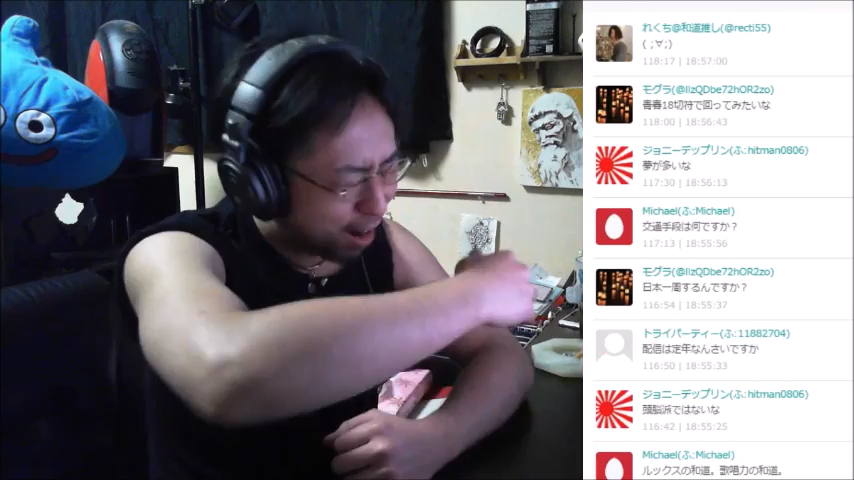 れくち@和道推し(@recti55)
( ;∀;)
118:17 | 18:57:00
モグラ(@IizQDbe72hOR2zo)
青春18切符で回ってみたいな
118:00 | 18:56:43
ジョニーデップリン(ふ:hitman0806)
夢が多いな
117:30 | 18:56:13
Michael(ふ:Michael)
交通手段は何ですか？
117:13 | 18:55:56
モグラ(@IizQDbe72hOR2zo)
日本一周するんですか？
116:54 | 18:55:37
トライパーティー(ふ:11882704)
配信は定年なんさいですか
116:50 | 18:55:33
ジョニーデップリン(ふ:hitman0806)
頭脳派ではないな
116:42 | 18:55:25
Michael(ふ:Michael)
ルックスの和道。歌唱力の和道。